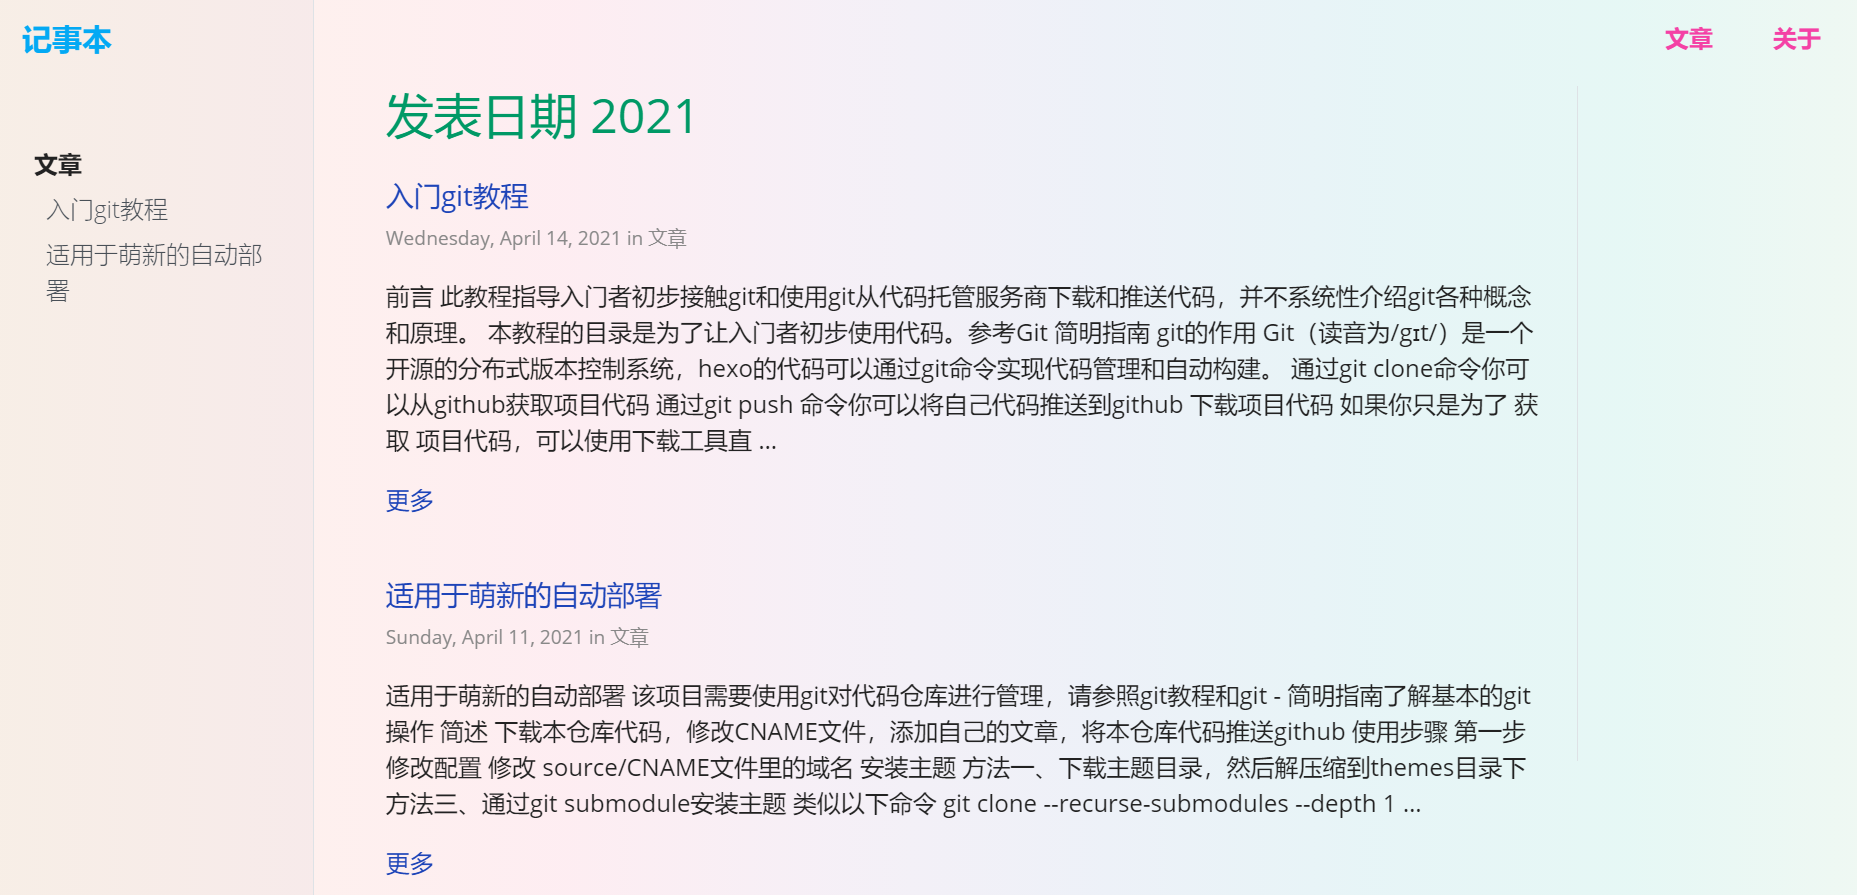 记事本
文章 关于
文章
入门git教程
适用于萌新的自动部
署
发表日期 2021
入门git教程
Wednesday, April 14, 2021 in 文章
前言 此教程指导入门者初步接触git和使用git从代码托管服务商下载和推送代码，并不系统性介绍git各种概念
和原理。 本教程的目录是为了让入门者初步使用代码。参考Git 简明指南 git的作用 Git（读音为/gɪt/）是一个
开源的分布式版本控制系统，hexo的代码可以通过git命令实现代码管理和自动构建。 通过git clone命令你可
以从github获取项目代码 通过git push 命令你可以将自己代码推送到github 下载项目代码 如果你只是为了 获
取 项目代码，可以使用下载工具直 ...
更多
适用于萌新的自动部署
Sunday, April 11, 2021 in 文章
适用于萌新的自动部署 该项目需要使用git对代码仓库进行管理，请参照git教程和git - 简明指南了解基本的git
操作 简述 下载本仓库代码，修改CNAME文件，添加自己的文章，将本仓库代码推送github 使用步骤 第一步
修改配置 修改 source/CNAME文件里的域名 安装主题 方法一、下载主题目录，然后解压缩到themes目录下
方法三、通过git submodule安装主题 类似以下命令 git clone --recurse-submodules --depth 1 ...
更多